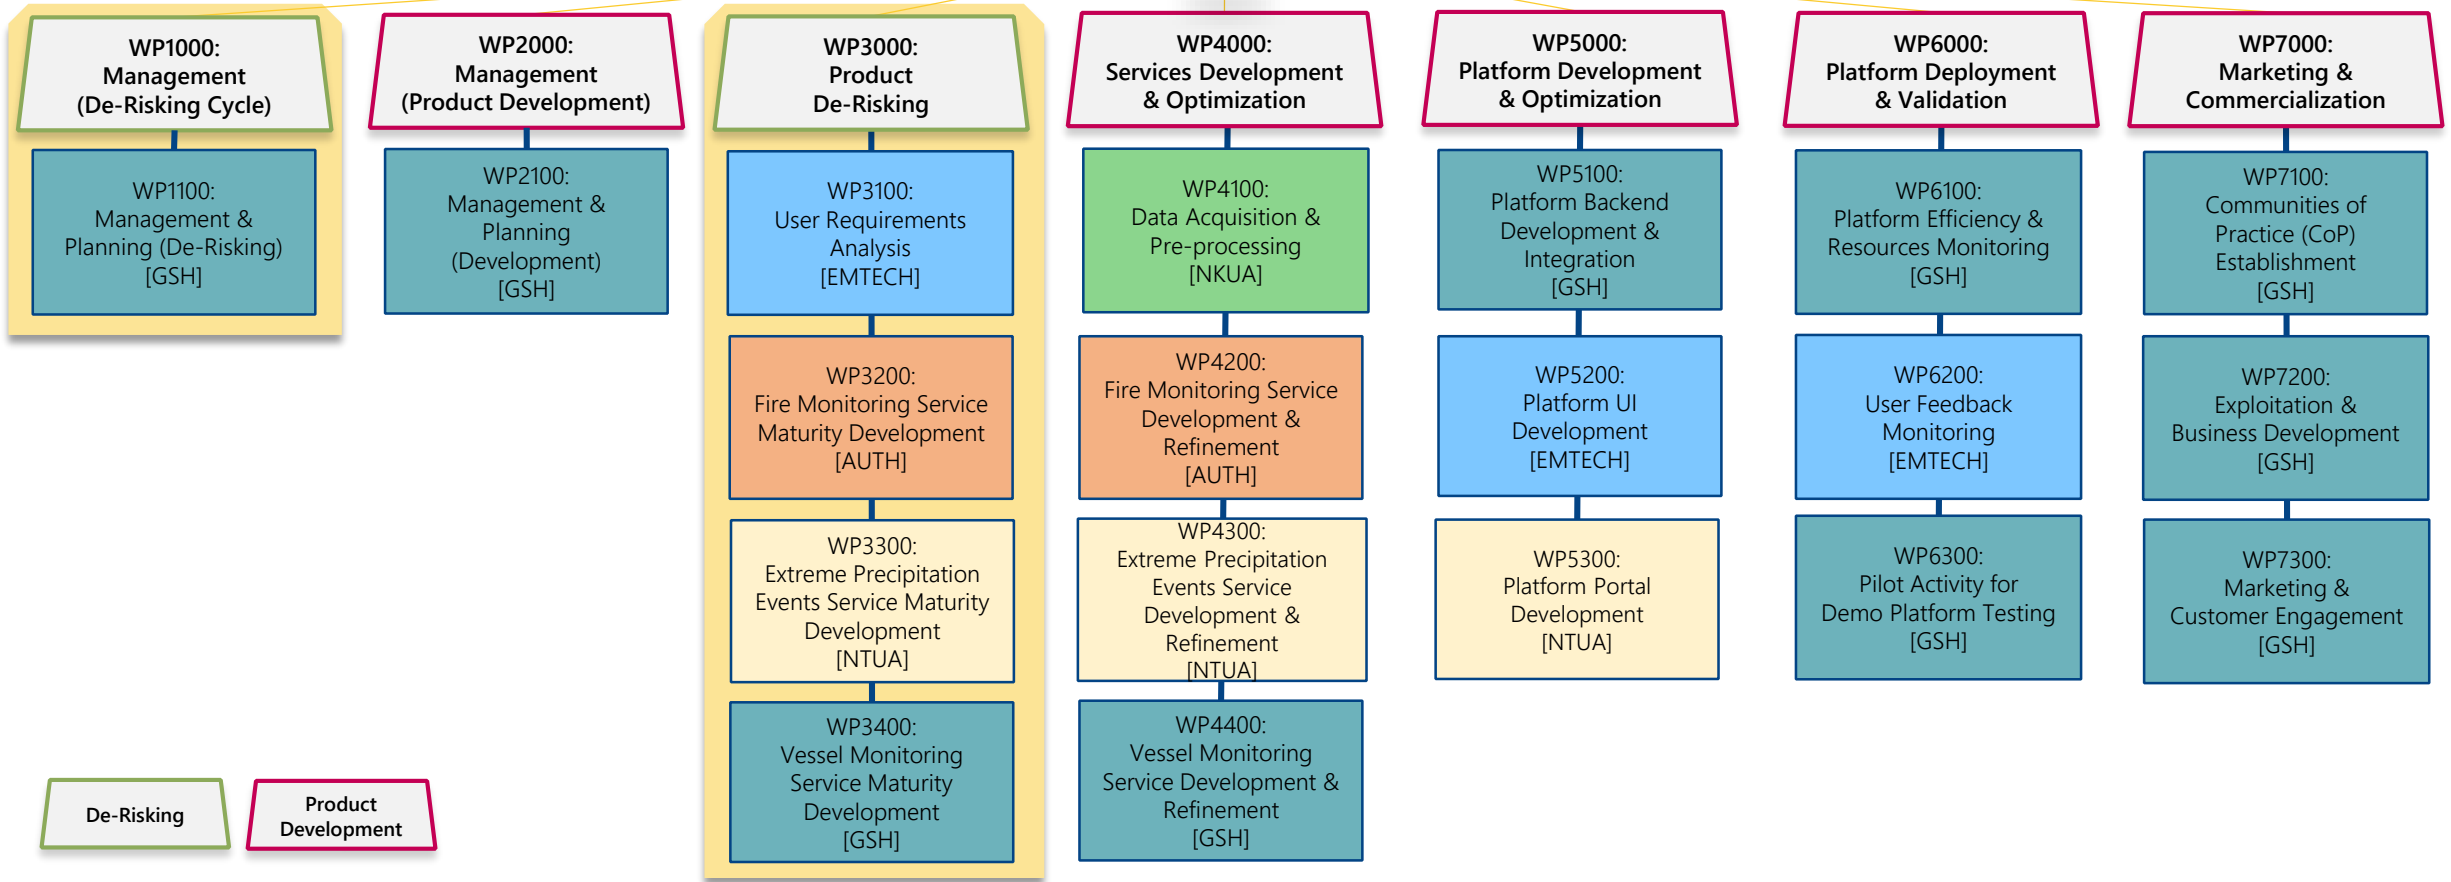 WP1000:
Management
(De-Risking Cycle)
WP1100:
Management &
Planning (De-Risking)
[GSH]
WP2000:
Management
(Product Development)
WP2100:
Management &
Planning
(Development)
[GSH]
WP3000:
Product
De-Risking
WP3100:
User Requirements
Analysis
[EMTECH]
WP3200:
Fire Monitoring Service
Maturity Development
[AUTH]
WP3300:
Extreme Precipitation
Events Service Maturity
Development
[NTUA]
WP3400:
Vessel Monitoring
Service Maturity
Development
[GSH]
WP4000:
Services Development
& Optimization
WP4100:
Data Acquisition &
Pre-processing
[NKUA]
WP4200:
Fire Monitoring Service
Development &
Refinement
[AUTH]
WP4300:
Extreme Precipitation
Events Service
Development &
Refinement
[NTUA]
WP4400:
Vessel Monitoring
Service Development &
Refinement
[GSH]
WP5000:
Platform Development
& Optimization
WP5100:
Platform Backend
Development &
Integration
[GSH]
WP5200:
Platform UI
Development
[EMTECH]
WP5300:
Platform Portal
Development
[NTUA]
WP6000:
Platform Deployment
& Validation
WP6100:
Platform Efficiency &
Resources Monitoring
[GSH]
WP6200:
User Feedback
Monitoring
[EMTECH]
WP6300:
Pilot Activity for
Demo Platform Testing
[GSH]
WP7000:
Marketing &
Commercialization
WP7100:
Communities of
Practice (CoP)
Establishment
[GSH]
WP7200:
Exploitation &
Business Development
[GSH]
WP7300:
Marketing &
Customer Engagement
[GSH]
De-Risking
Product
Development